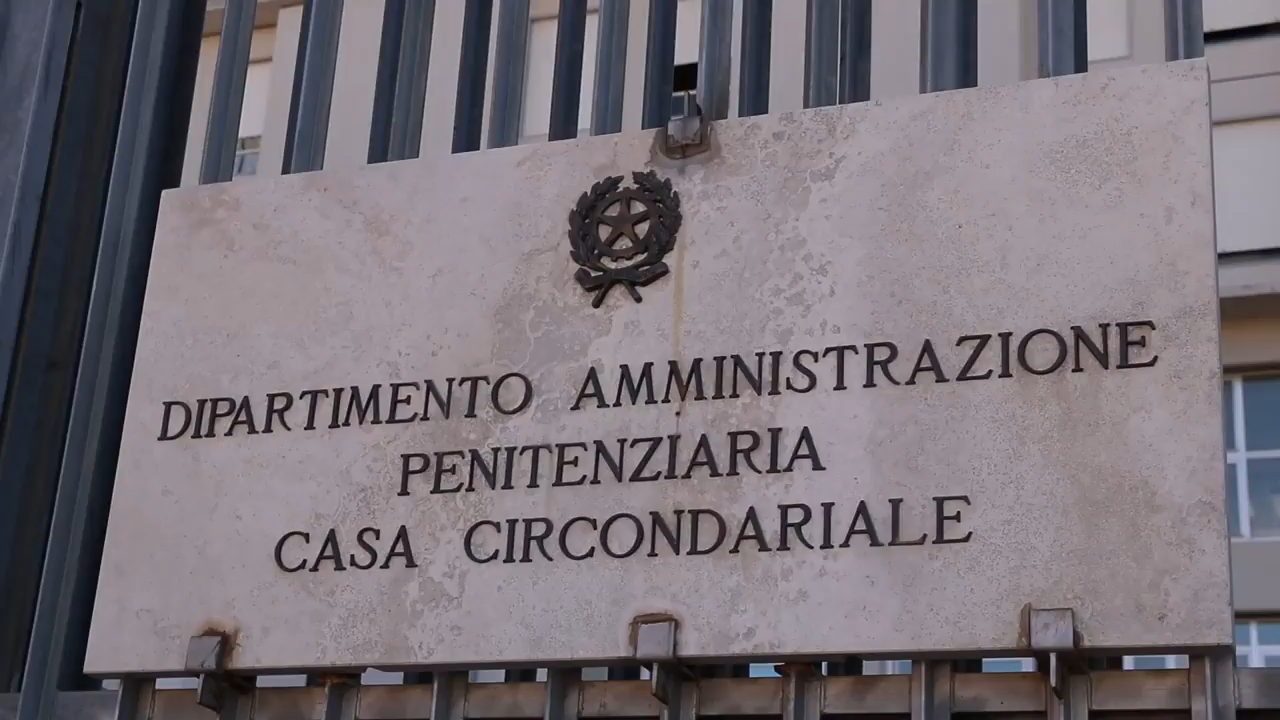 DIPARTIMENTO AMMINISTRAZIONE
PENITENZIARIA
CASA CIRCONDARIALE